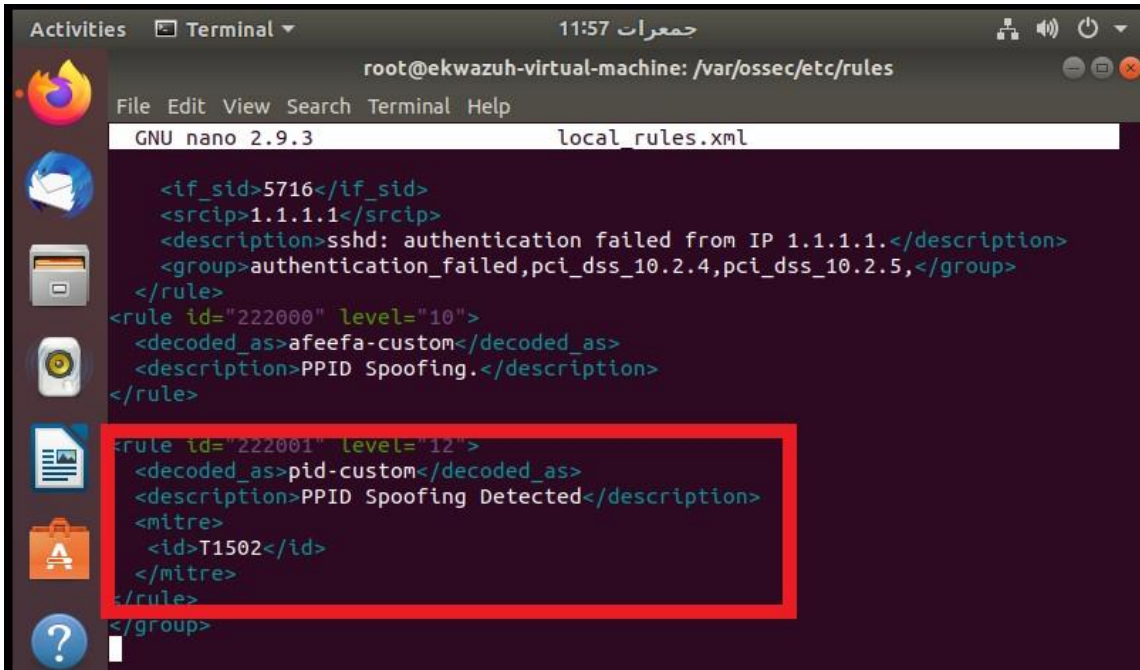 Activities Terminal جمعرات 11:57
root@ekwazuh-virtual-machine: /var/ossec/etc/rules
File Edit View Search Terminal Help
GNU nano 2.9.3 local_rules.xml
<if_sid>5716</if_sid>
<srcip>1.1.1.1</srcip>
<description>sshd: authentication failed from IP 1.1.1.1.</description>
<group>authentication_failed,pci_dss_10.2.4,pci_dss_10.2.5,</group>
</rule>
<rule id="222000" level="10">
<decoded_as>afeefa-custom</decoded_as>
<description>PPID Spoofing.</description>
</rule>
<rule id="222001" level="12">
<decoded_as>pid-custom</decoded_as>
<description>PPID Spoofing Detected</description>
<mitre>
<id>T1502</id>
</mitre>
</rule>
</group>